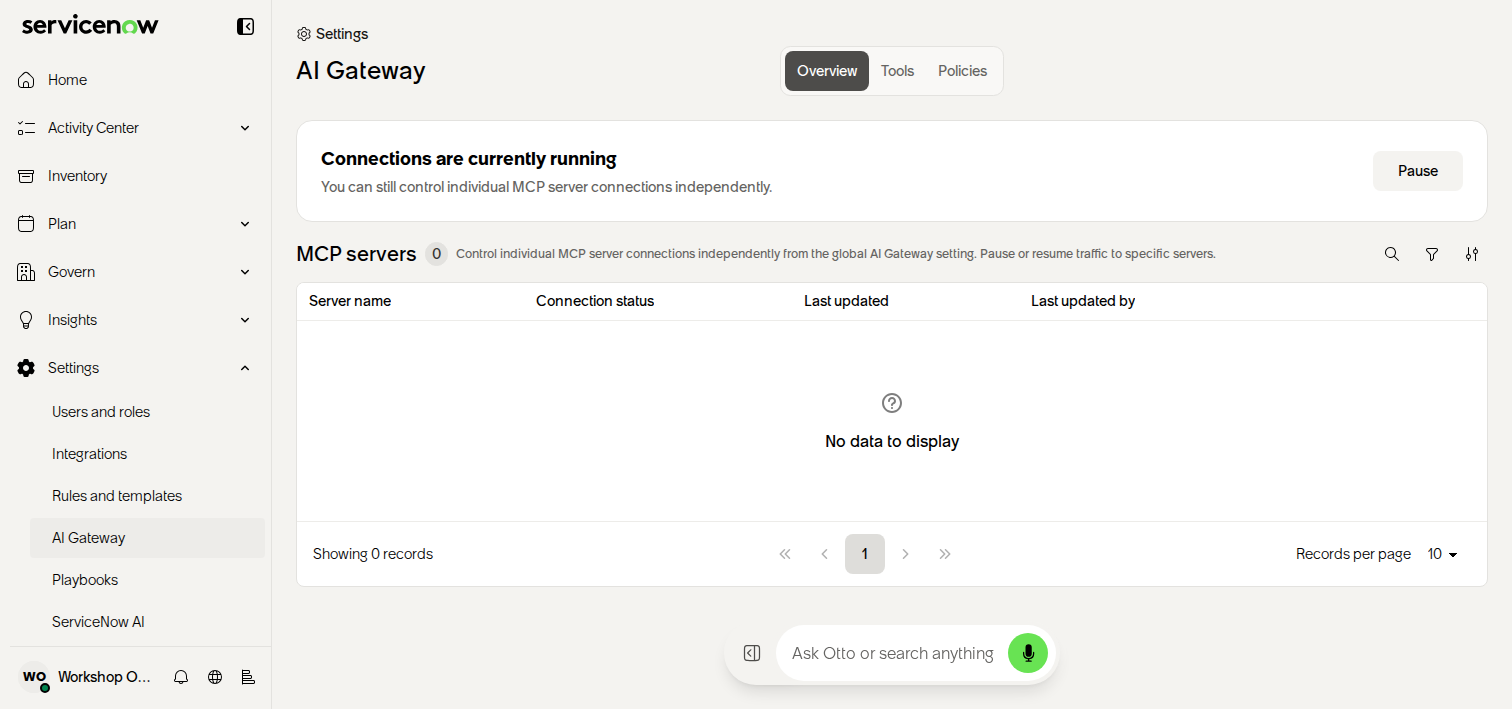 servicenow
Home
Activity Center
Inventory
Plan
Govern
Insights
Settings
Users and roles
Integrations
Rules and templates
AI Gateway
Playbooks
ServiceNow AI
WO
Workshop O...
Settings
AI Gateway
Overview
Tools
Policies
Connections are currently running
You can still control individual MCP server connections independently.
Pause
MCP servers 0 Control individual MCP server connections independently from the global AI Gateway setting. Pause or resume traffic to specific servers.
Server name Connection status Last updated Last updated by
No data to display
Showing 0 records
1
Records per page 10
Ask Otto or search anything